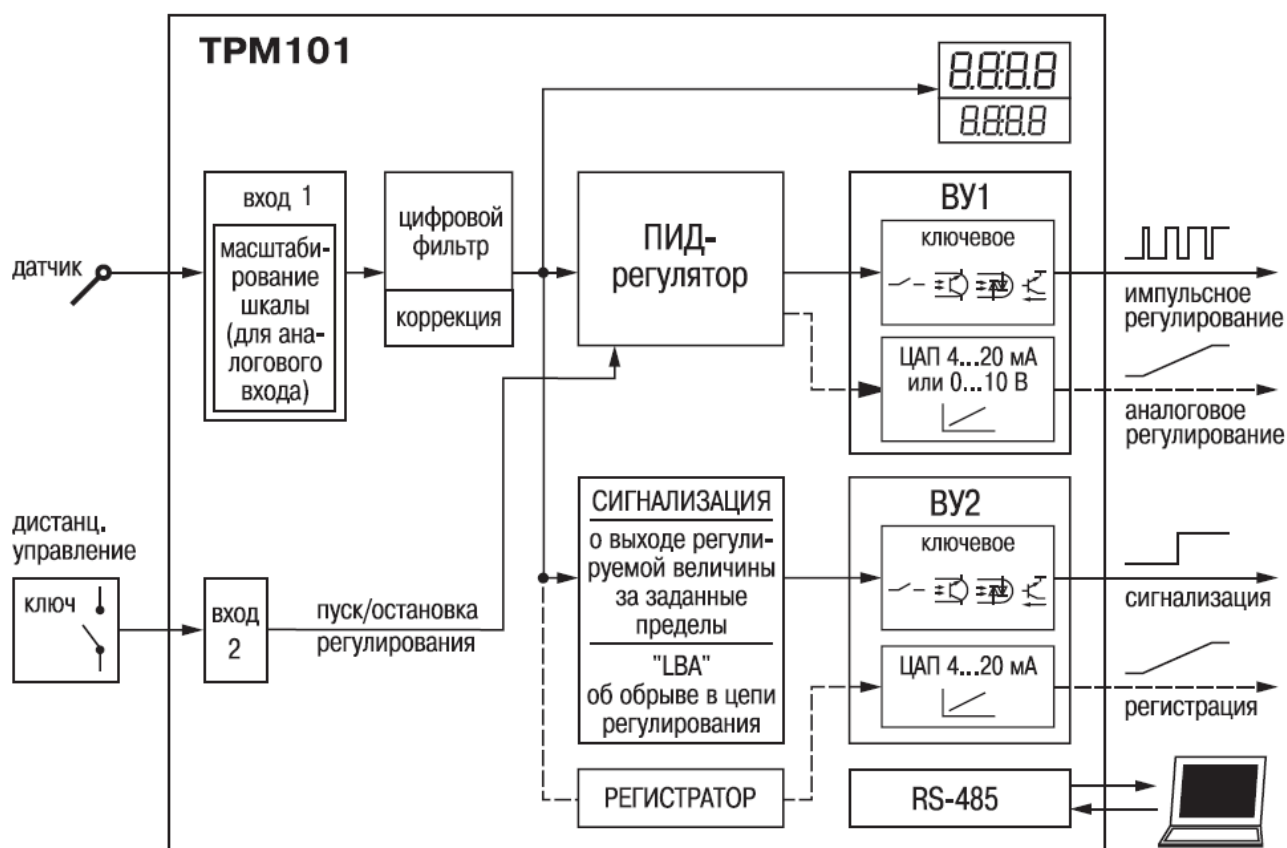 ТРМ101
8.8:8.8
8.8:8.8
датчик
вход 1
масштаби-
рование
шкалы
(для ана-
логового
входа)
цифровой
фильтр
коррекция
ПИД-
регулятор
ВУ1
ключевое
ЦАП 4...20 мА
или 0...10 В
импульсное
регулирование
аналоговое
регулирование
дистанц.
управление
ключ
вход
2
пуск/остановка
регулирования
СИГНАЛИЗАЦИЯ
о выходе регули-
руемой величины
за заданные
пределы
"LBA"
об обрыве в цепи
регулирования
ВУ2
ключевое
ЦАП 4...20 мА
сигнализация
регистрация
РЕГИСТРАТОР
RS-485